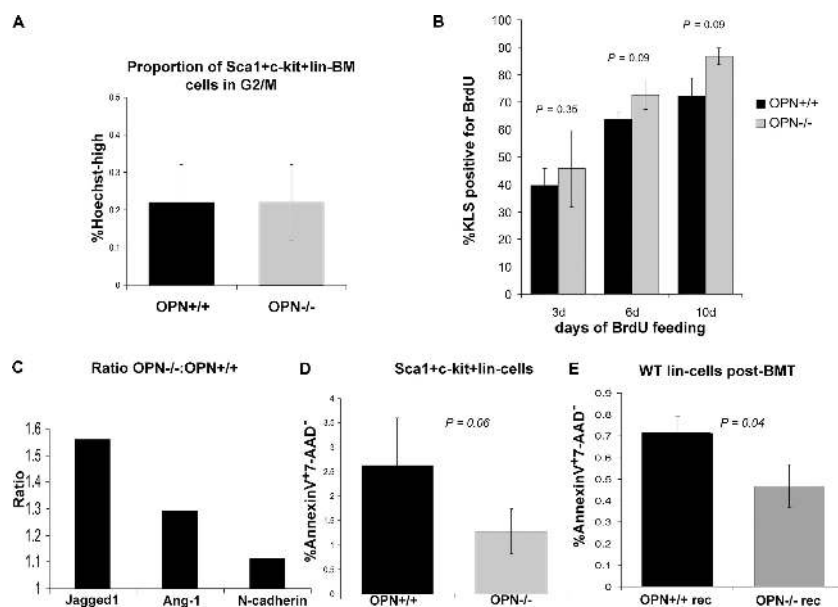 A
Proportion of Sca1+c-kit+lin-BM
cells in G2/M
%Hoechst-high
0.5
0.4
0.3
0.2
0.1
0
OPN+/+
OPN-/-
B
%KLS positive for BrdU
100
90
80
70
60
50
40
30
20
10
0
P = 0.35
P = 0.09
P = 0.09
OPN+/+
OPN-/-
3d
6d
10d
days of BrdU feeding
C
Ratio OPN-/-:OPN+/+
Ratio
1.6
1.5
1.4
1.3
1.2
1.1
1
Jagged1
Ang-1
N-cadherin
D
Sca1+c-kit+lin-cells
%AnnexinV+7-AAD-
4
3.5
3
2.5
2
1.5
1
0.5
0
P = 0.06
OPN+/+
OPN-/-
E
WT lin-cells post-BMT
%AnnexinV+7-AAD-
0.9
0.8
0.7
0.6
0.5
0.4
0.3
0.2
0.1
0
P = 0.04
OPN+/+ rec
OPN-/- rec